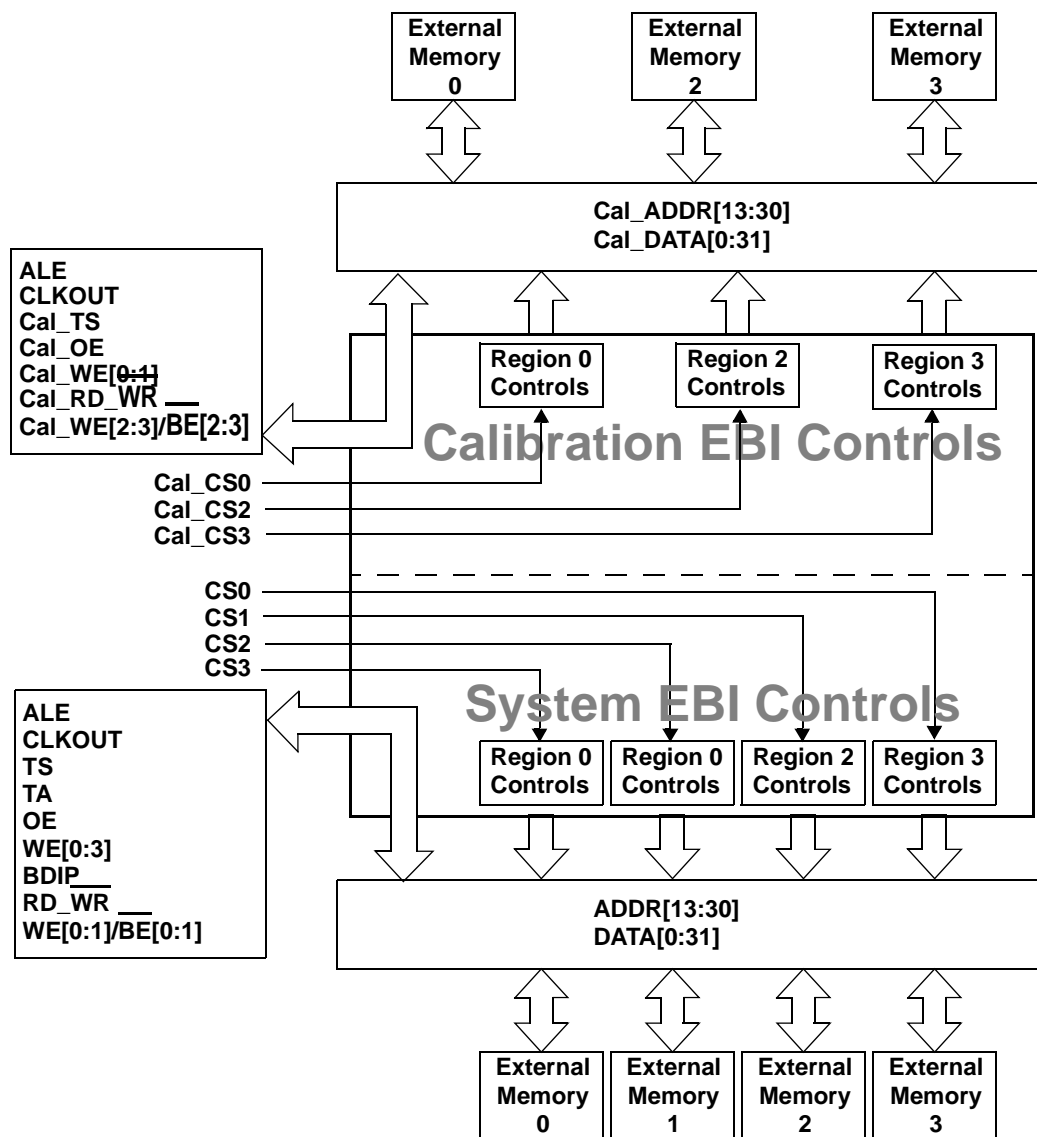 External Memory 0
External Memory 2
External Memory 3
Cal_ADDR[13:30]
Cal_DATA[0:31]
ALE
CLKOUT
Cal_TS
Cal_OE
Cal_WE[0:1]
Cal_RD_WR
Cal_WE[2:3]/BE[2:3]
Region 0 Controls
Region 2 Controls
Region 3 Controls
Calibration EBI Controls
Cal_CS0
Cal_CS2
Cal_CS3
CS0
CS1
CS2
CS3
System EBI Controls
ALE
CLKOUT
TS
TA
OE
WE[0:3]
BDIP
RD_WR
WE[0:1]/BE[0:1]
Region 0 Controls
Region 0 Controls
Region 2 Controls
Region 3 Controls
ADDR[13:30]
DATA[0:31]
External Memory 0
External Memory 1
External Memory 2
External Memory 3